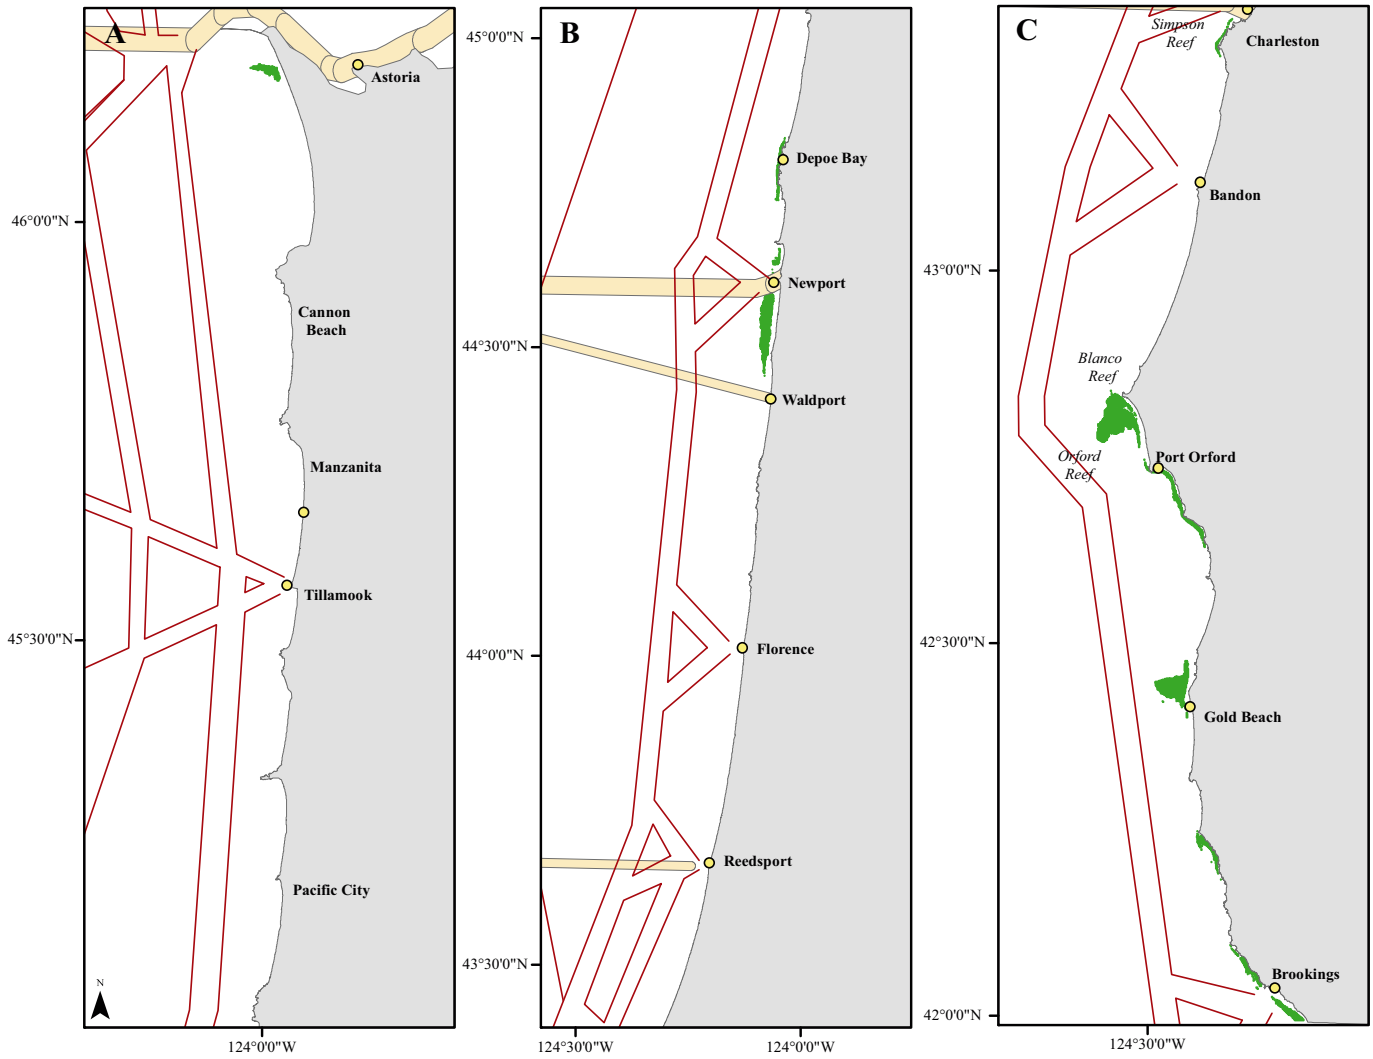 A
Astoria
46°0'0"N
Cannon
Beach
Manzanita
Tillamook
45°30'0"N
Pacific City
N
124°0'0"W
B
45°0'0"N
Depoe Bay
Newport
44°30'0"N
Waldport
44°0'0"N
Florence
Reedsport
43°30'0"N
124°30'0"W
124°0'0"W
C
Simpson
Reef
Charleston
Bandon
43°0'0"N
Blanco
Reef
Orford
Reef
Port Orford
42°30'0"N
Gold Beach
Brookings
42°0'0"N
124°30'0"W